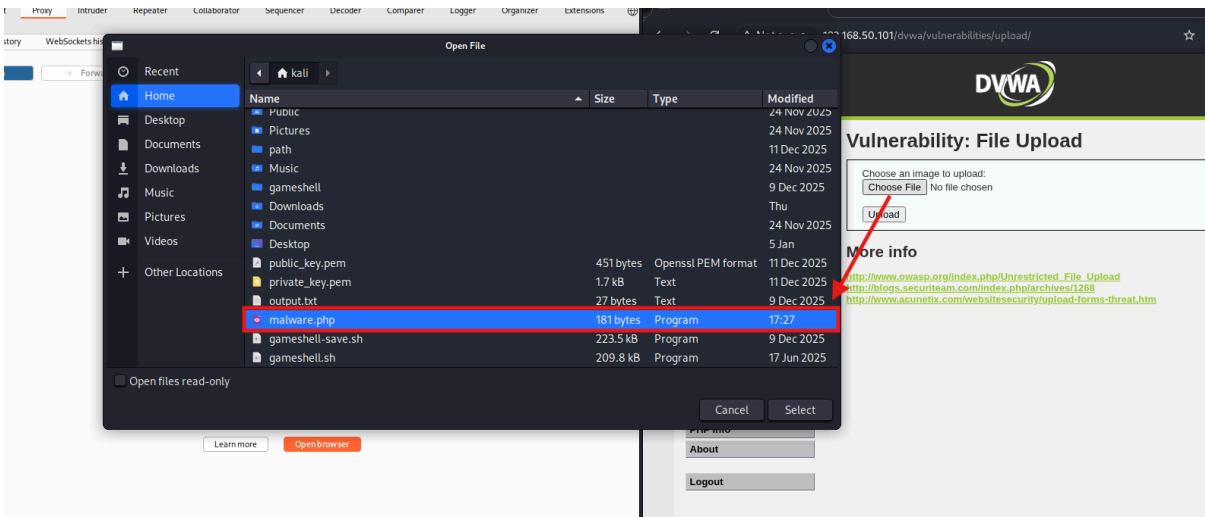 Proxy Intruder Repeater Collaborator Sequencer Decoder Comparer Logger Organizer Extensions
story WebSockets his
Forwa
Open File
168.50.101/dvwa/vulnerabilities/upload/
Recent
kali
Home
Name Size Type Modified
Public 24 Nov 2025
Desktop
Pictures 24 Nov 2025
Documents
path 11 Dec 2025
Downloads
Music 24 Nov 2025
Music
gameshell 9 Dec 2025
Pictures
Downloads Thu
Videos
Documents 24 Nov 2025
Desktop 5 Jan
Other Locations
public_key.pem 451 bytes Openssl PEM format 11 Dec 2025
private_key.pem 1.7 kB Text 11 Dec 2025
output.txt 27 bytes Text 9 Dec 2025
malware.php 181 bytes Program 17:27
gameshell-save.sh 223.5 kB Program 9 Dec 2025
gameshell.sh 209.8 kB Program 17 Jun 2025
Open files read-only
Cancel Select
Learn more Open browser
DVWA
Vulnerability: File Upload
Choose an image to upload:
Choose File No file chosen
Upload
More info
http://www.owasp.org/index.php/Unrestricted_File_Upload
http://blogs.securiteam.com/index.php/archives/1268
http://www.acunetix.com/websitesecurity/upload-forms-threat.htm
PHP Info
About
Logout